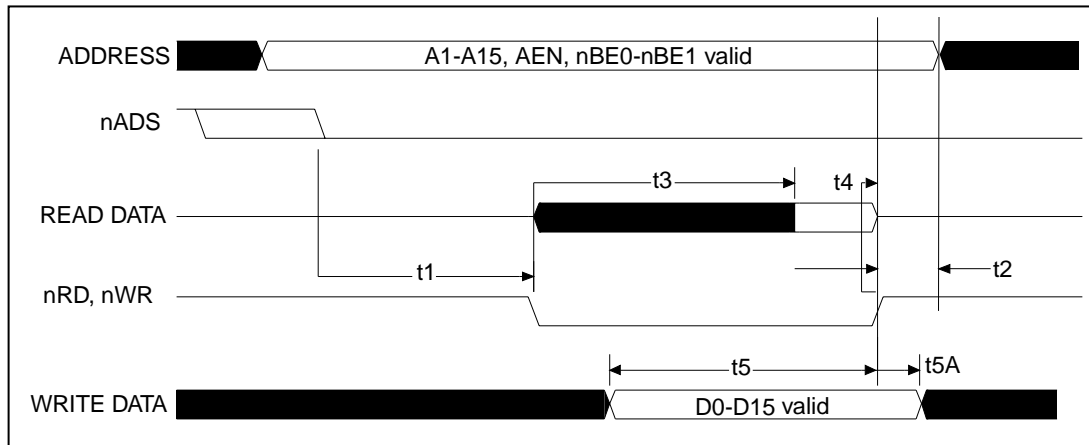 ADDRESS
A1-A15, AEN, nBE0-nBE1 valid
nADS
t3
t4
READ DATA
t1
t2
nRD, nWR
t5
t5A
WRITE DATA
D0-D15 valid